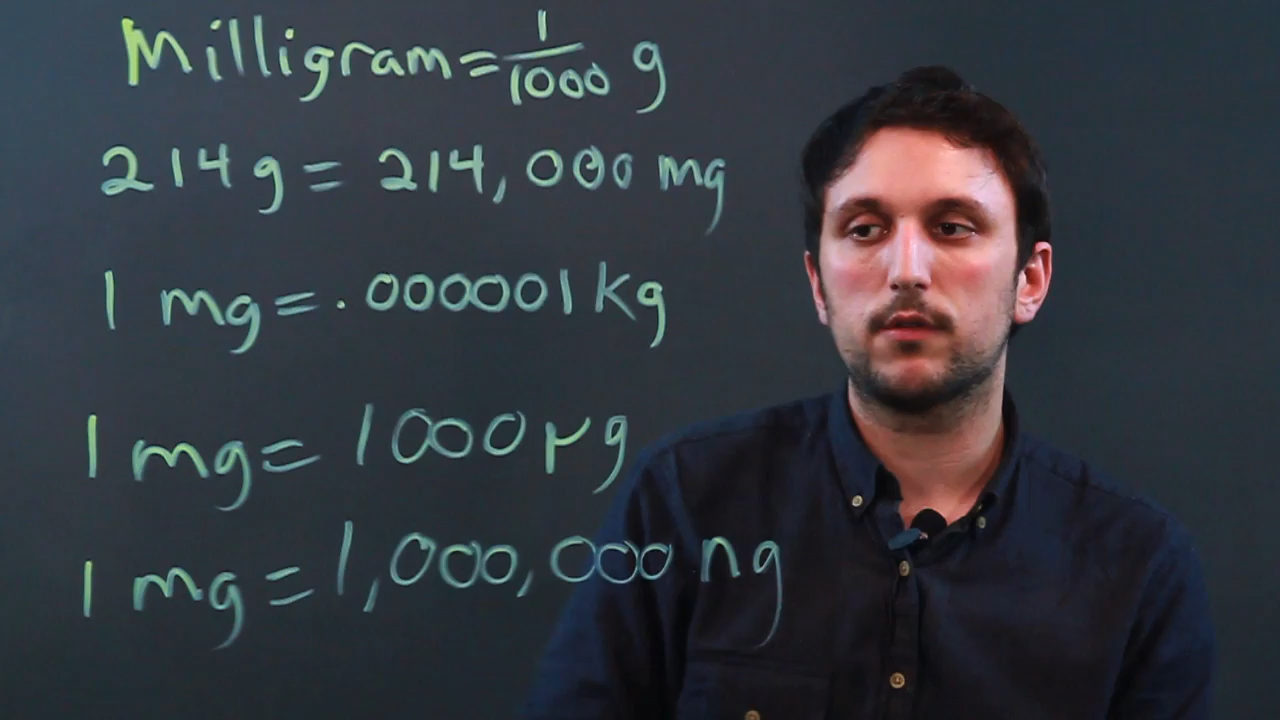 Milligram = 1/1000 g
214 g = 214,000 mg
1 mg = .000001 kg
1 mg = 1000 µg
1 mg = 1,000,000 ng